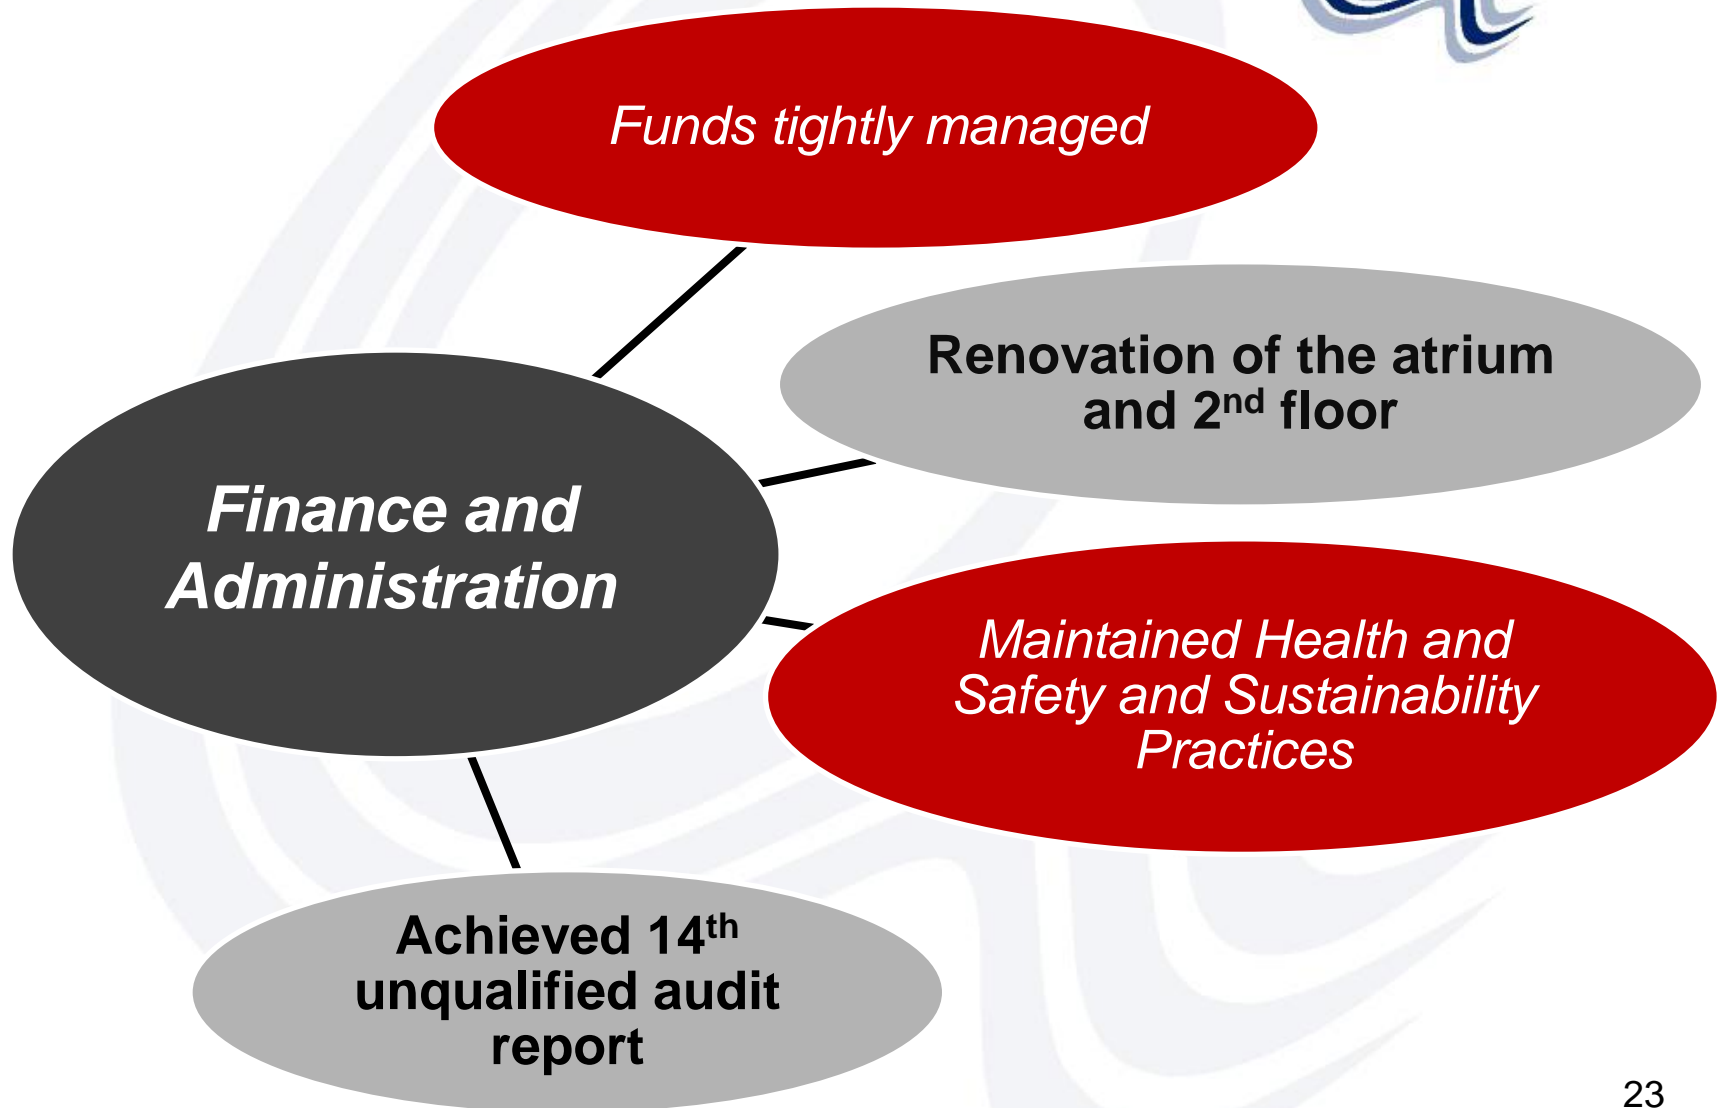 Funds tightly managed
Renovation of the atrium
and 2nd floor
Finance and
Administration
Maintained Health and
Safety and Sustainability
Practices
Achieved 14th
unqualified audit
report
23